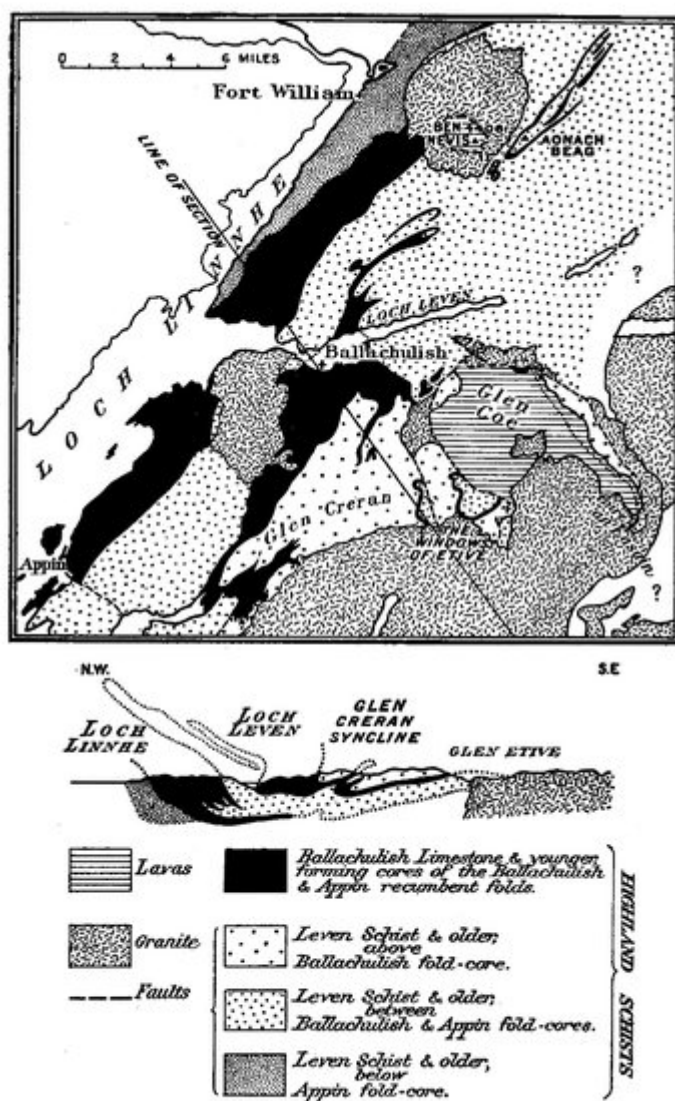 0 2 4 6 MILES
Fort William
BEN NEVIS
AONACH BEAG
LINE OF SECTION
LOCH LINNHE
LOCH LEVEN
Ballachulish
?
Glen Coe
Glen Creran
THE WINDOWS OF ETIVE
Appin
?
N.W.
S.E
LOCH LINNHE
LOCH LEVEN
GLEN CRERAN SYNCLINE
GLEN ETIVE
Lavas
Ballachulish Limestone & younger,
forming cores of the Ballachulish
& Appin recumbent folds.
Granite
Leven Schist & older,
above
Ballachulish fold-core.
Faults
Leven Schist & older,
between
Ballachulish & Appin fold-cores.
Leven Schist & older,
below
Appin fold-core.
HIGHLAND SCHISTS